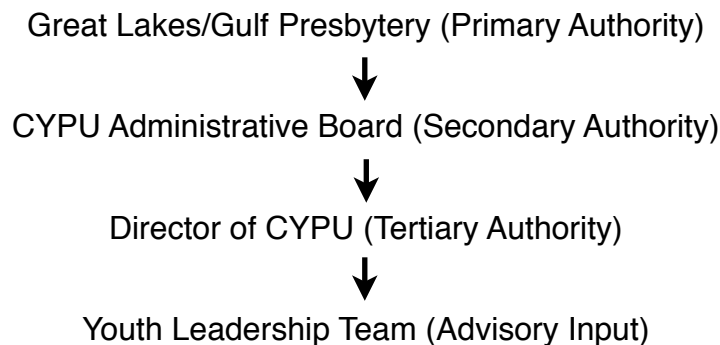 Great Lakes/Gulf Presbytery (Primary Authority)
CYPU Administrative Board (Secondary Authority)
Director of CYPU (Tertiary Authority)
Youth Leadership Team (Advisory Input)